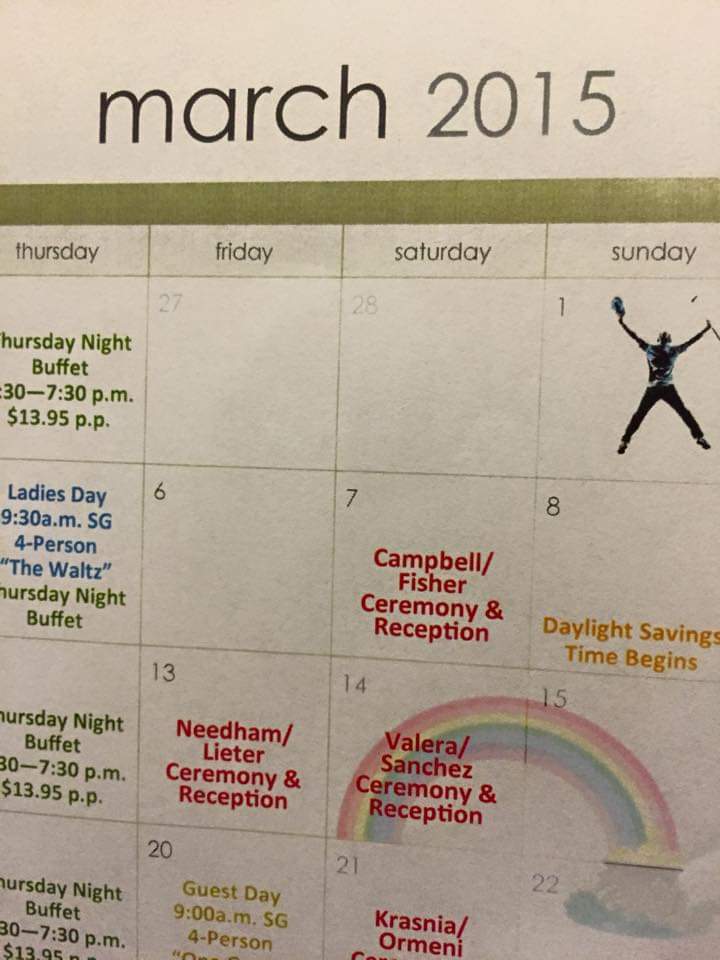 march 2015
thursday friday saturday sunday
27 28 1
hursday Night
Buffet
:30—7:30 p.m.
$13.95 p.p.
6 7 8
Ladies Day
9:30a.m. SG
4-Person
"The Waltz"
hursday Night
Buffet
Campbell/
Fisher
Ceremony &
Reception
Daylight Savings
Time Begins
13 14 15
hursday Night
Buffet
30—7:30 p.m.
$13.95 p.p.
Needham/
Lieter
Ceremony &
Reception
Valera/
Sanchez
Ceremony &
Reception
20 21 22
hursday Night
Buffet
30—7:30 p.m.
$13.95 p.p.
Guest Day
9:00a.m. SG
4-Person
Krasnia/
Ormeni